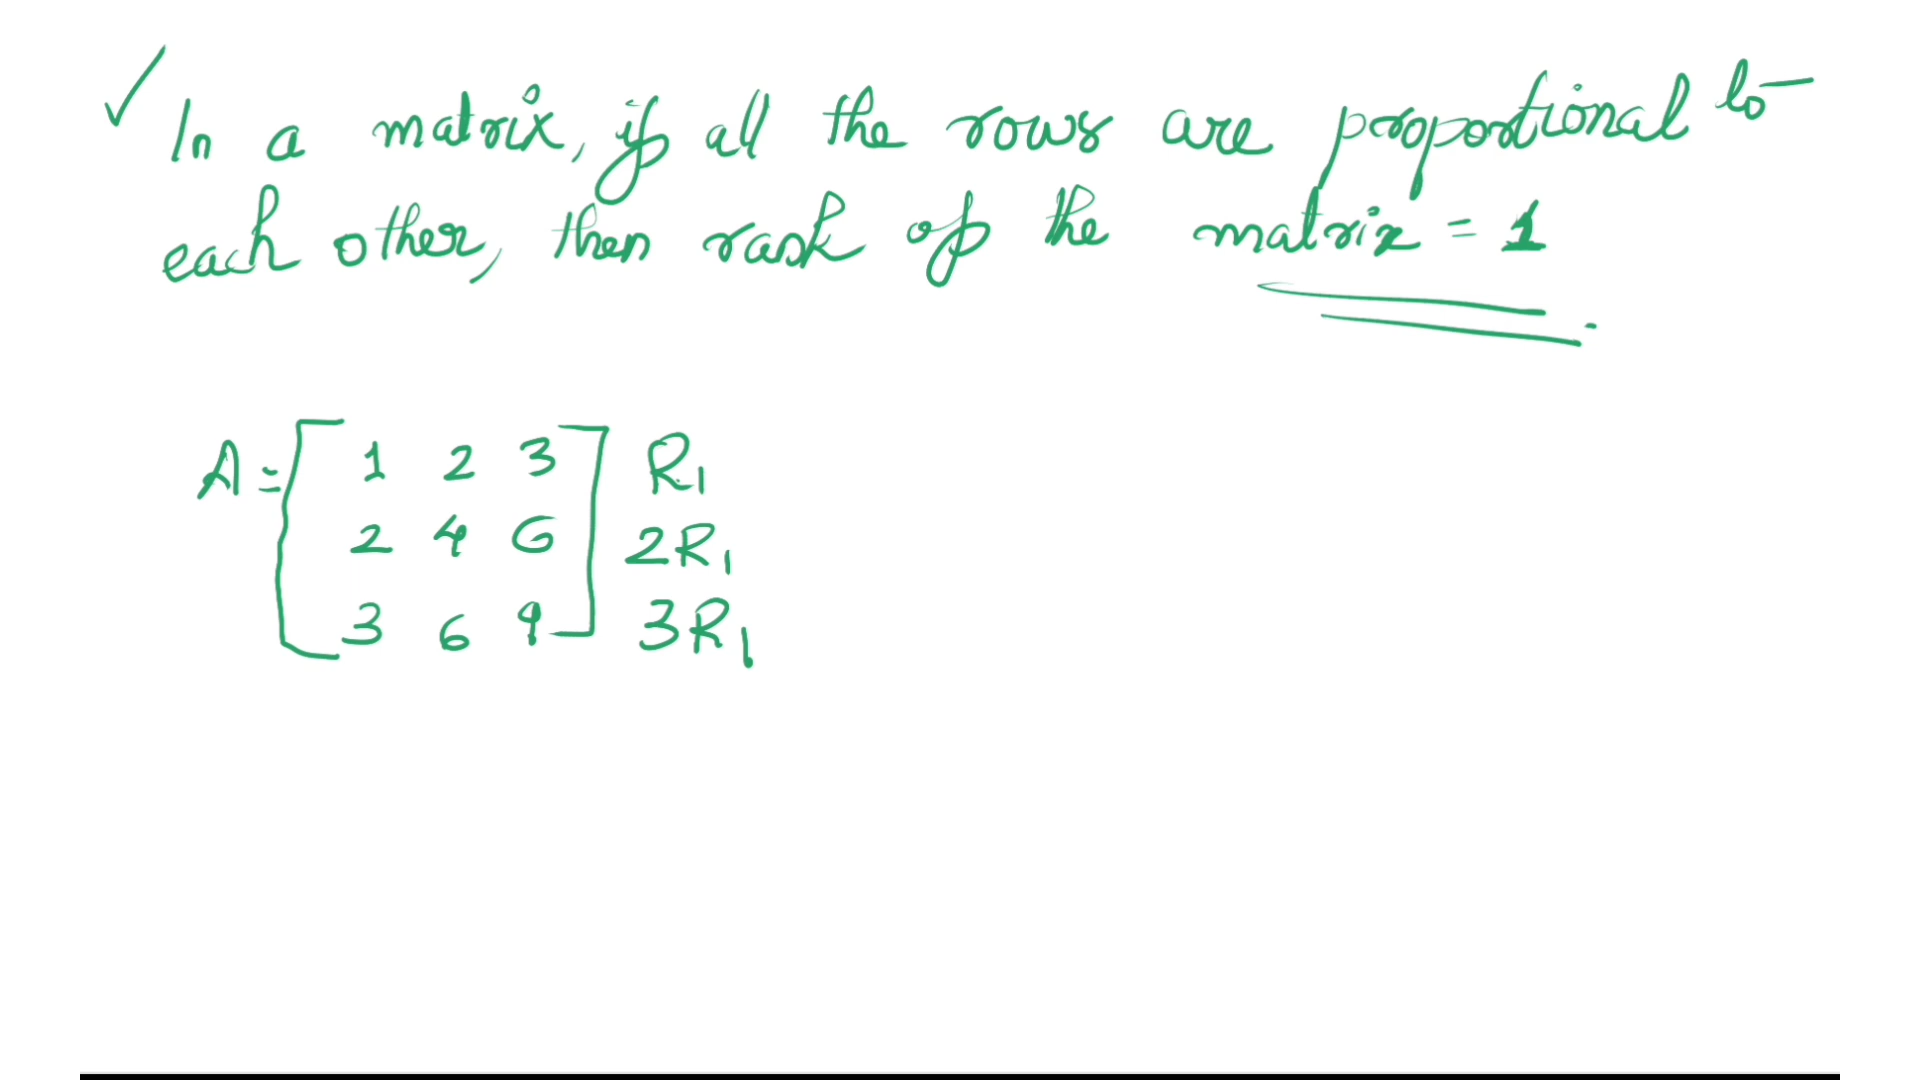 ✓ In a matrix, if all the rows are proportional to
each other, then rank of the matrix = 1
A = [ 1 2 3 ] R₁
2 4 6 2R₁
3 6 9 3R₁